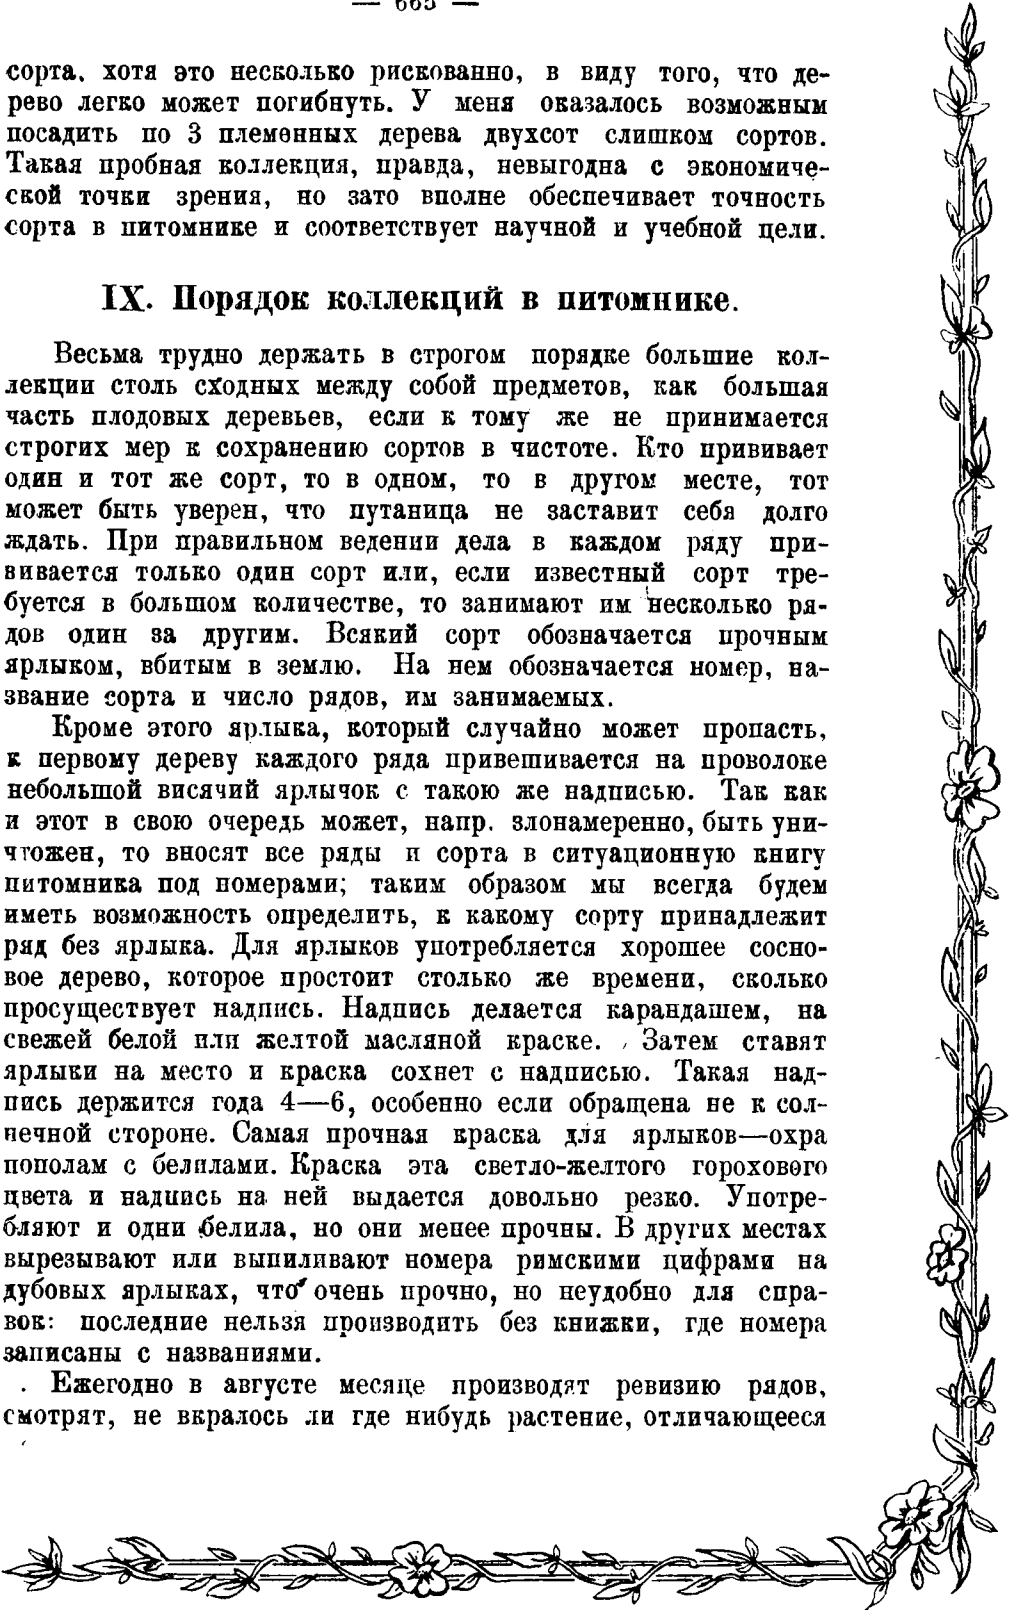 сорта, хотя это несколько рискованно, в виду того, что де-
рево легко может погибнуть. У меня оказалось возможным
посадить по 3 племенных дерева двухсот слишком сортов.
Такая пробная коллекция, правда, невыгодна с экономиче-
ской точки зрения, но зато вполне обеспечивает точность
сорта в питомнике и соответствует научной и учебной цели.
IX. Порядок коллекций в питомнике.
Весьма трудно держать в строгом порядке большие кол-
лекции столь сходных между собой предметов, как большая
часть плодовых деревьев, если к тому же не принимается
строгих мер к сохранению сортов в чистоте. Кто прививает
один и тот же сорт, то в одном, то в другом месте, тот
может быть уверен, что путаница не заставит себя долго
ждать. При правильном ведении дела в каждом ряду при-
вивается только один сорт или, если известный сорт тре-
буется в большом количестве, то занимают им несколько ря-
дов один за другим. Всякий сорт обозначается прочным
ярлыком, вбитым в землю. На нем обозначается номер, на-
звание сорта и число рядов, им занимаемых.
Кроме этого ярлыка, который случайно может пропасть,
к первому дереву каждого ряда привешивается на проволоке
небольшой висячий ярлычок с такою же надписью. Так как
и этот в свою очередь может, напр. злонамеренно, быть уни-
чтожен, то вносят все ряды и сорта в ситуационную книгу
питомника под номерами; таким образом мы всегда будем
иметь возможность определить, к какому сорту принадлежит
ряд без ярлыка. Для ярлыков употребляется хорошее сосно-
вое дерево, которое простоит столько же времени, сколько
просуществует надпись. Надпись делается карандашем, на
свежей белой или желтой масляной краске. Затем ставят
ярлыки на место и краска сохнет с надписью. Такая над-
пись держится года 4—6, особенно если обращена не к сол-
нечной стороне. Самая прочная краска для ярлыков—охра
пополам с белилами. Краска эта светло-желтого горохового
цвета и надпись на ней выдается довольно резко. Употре-
бляют и одни белила, но они менее прочны. В других местах
вырезывают или выпиливают номера римскими цифрами на
дубовых ярлыках, что очень прочно, но неудобно для спра-
вок: последние нельзя производить без книжки, где номера
записаны с названиями.
Ежегодно в августе месяце производят ревизию рядов,
смотрят, не вкралось ли где нибудь растение, отличающееся